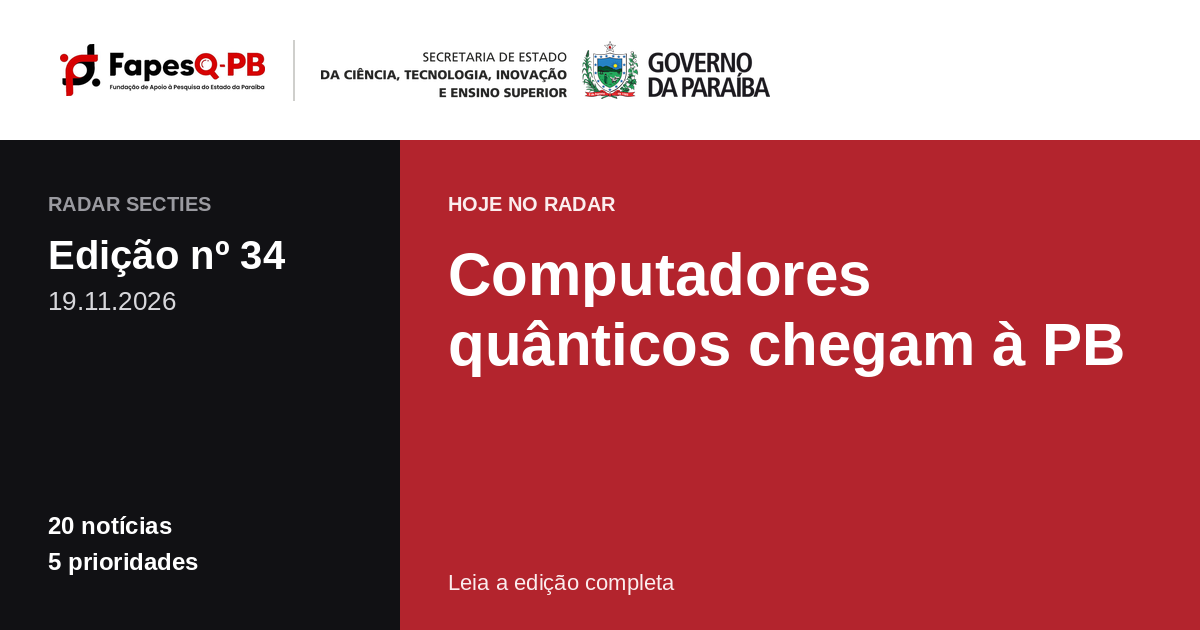 FapesQ-PB
Fundação de Apoio à Pesquisa do Estado da Paraíba
SECRETARIA DE ESTADO
DA CIÊNCIA, TECNOLOGIA, INOVAÇÃO
E ENSINO SUPERIOR
GOVERNO
DA PARAÍBA
RADAR SECTIES
Edição nº 34
19.11.2026
20 notícias
5 prioridades
HOJE NO RADAR
Computadores
quânticos chegam à PB
Leia a edição completa